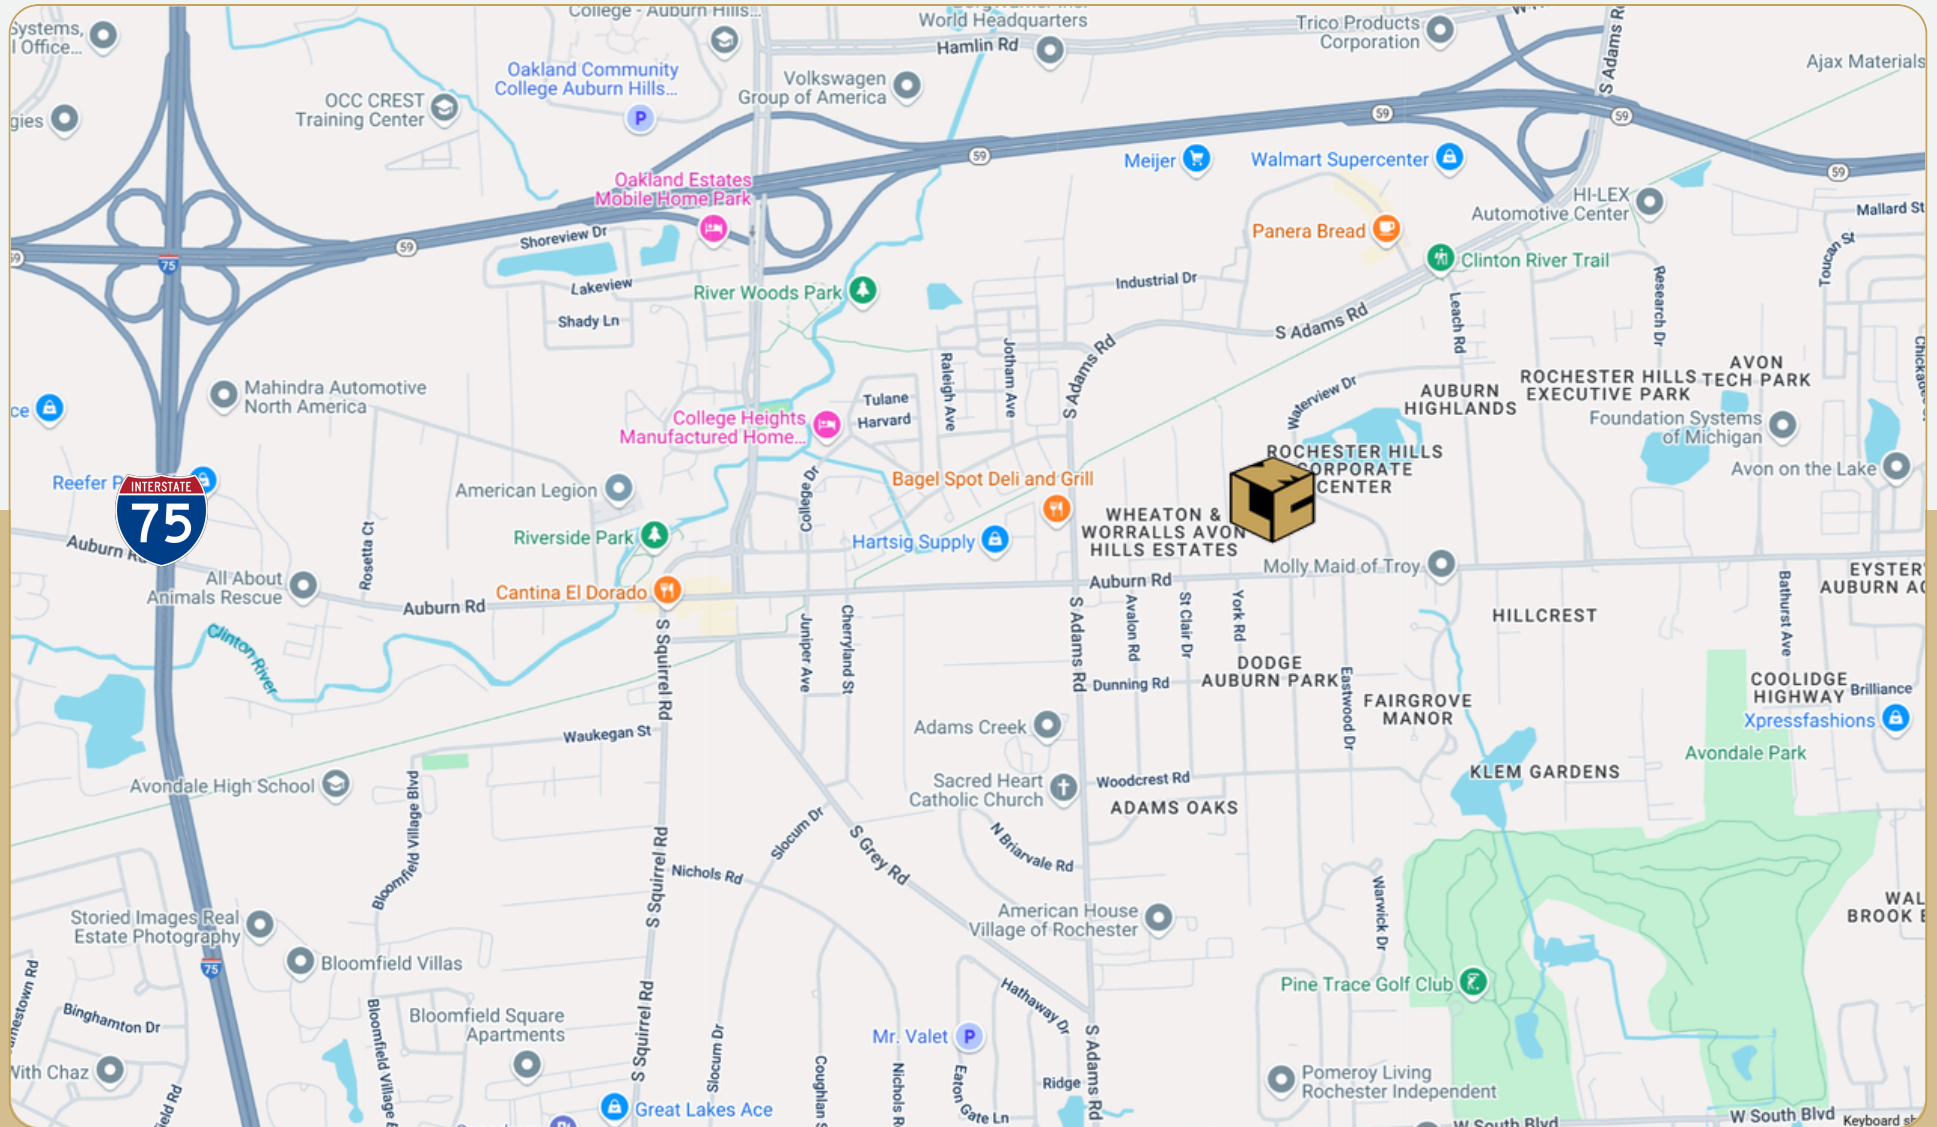 College - Auburn Hills...
World Headquarters
Hamlin Rd
Trico Products
Corporation
S Adams Rd
Ajax Materials
Systems,
l Office...
Oakland Community
College Auburn Hills...
P
Volkswagen
Group of America
OCC CREST
Training Center
gies
59
59
59
59
59
59
75
Meijer
Walmart Supercenter
Oakland Estates
Mobile Home Park
HI-LEX
Automotive Center
Mallard St
Toucan St
Panera Bread
Shoreview Dr
Clinton River Trail
Lakeview
River Woods Park
Industrial Dr
Shady Ln
S Adams Rd
Leach Rd
Research Dr
S Adams Rd
Jotham Ave
Raleigh Ave
AVON
TECH PARK
ROCHESTER HILLS
EXECUTIVE PARK
AUBURN
HIGHLANDS
Waterview Dr
Mahindra Automotive
North America
ce
Tulane
Harvard
College Heights
Manufactured Home...
Foundation Systems
of Michigan
ROCHESTER HILLS
CORPORATE
CENTER
Avon on the Lake
Reefer P
INTERSTATE
75
American Legion
College Dr
Bagel Spot Deli and Grill
WHEATON &
WORRALLS AVON
HILLS ESTATES
Riverside Park
Hartsig Supply
Auburn R
Rosetta Ct
Molly Maid of Troy
All About
Animals Rescue
Cantina El Dorado
Auburn Rd
Auburn Rd
EYSTER'
AUBURN AC
HILLCREST
Bathurst Ave
Clinton River
S Squirrel Rd
Juniper Ave
Cherryland St
S Adams Rd
Avalon Rd
St Clair Dr
York Rd
DODGE
AUBURN PARK
Dunning Rd
Eastwood Dr
FAIRGROVE
MANOR
COOLIDGE
HIGHWAY
Brilliance
Xpressfashions
Avondale Park
Waukegan St
Adams Creek
Avondale High School
Bloomfield Village Blvd
Sacred Heart
Catholic Church
Woodcrest Rd
KLEM GARDENS
ADAMS OAKS
Slocum Dr
S Grey Rd
N Briarvale Rd
S Squirrel Rd
Nichols Rd
Warwick Dr
WAL
BROOK E
Storied Images Real
Estate Photography
American House
Village of Rochester
Bloomfield Villas
75
Pine Trace Golf Club
Hathaway Dr
Binghamton Dr
Bloomfield Square
Apartments
S Squirrel Rd
Slocum Dr
Mr. Valet
P
S Adams Rd
With Chaz
Bloomfield Village E
Coughlan S
Nichols R
Eaton Gate Ln
Ridge
Pomeroy Living
Rochester Independent
Great Lakes Ace
W South Blvd
W South Blvd
Keyboard sh